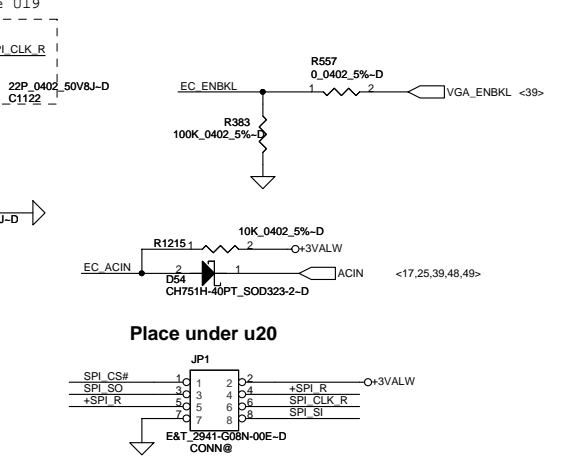 U19
PI_CLK_R
22P_0402_50V8J~D
C1122
R557
0_0402_5%~D
EC_ENBKL
1
2
VGA_ENBKL <39>
R383
100K_0402_5%~D
J~D
10K_0402_5%~D
R1215
1
2
+3VALW
EC_ACIN
2
1
ACIN
<17,25,39,48,49>
D54
CH751H-40PT_SOD323-2~D
Place under u20
JP1
SPI_CS# 1 1 2 2 +3VALW
SPI_SO 3 3 4 4 +SPI_R
+SPI_R 5 5 6 6 SPI_CLK_R
7 7 8 8 SPI_SI
E&T_2941-G08N-00E~D
CONN@